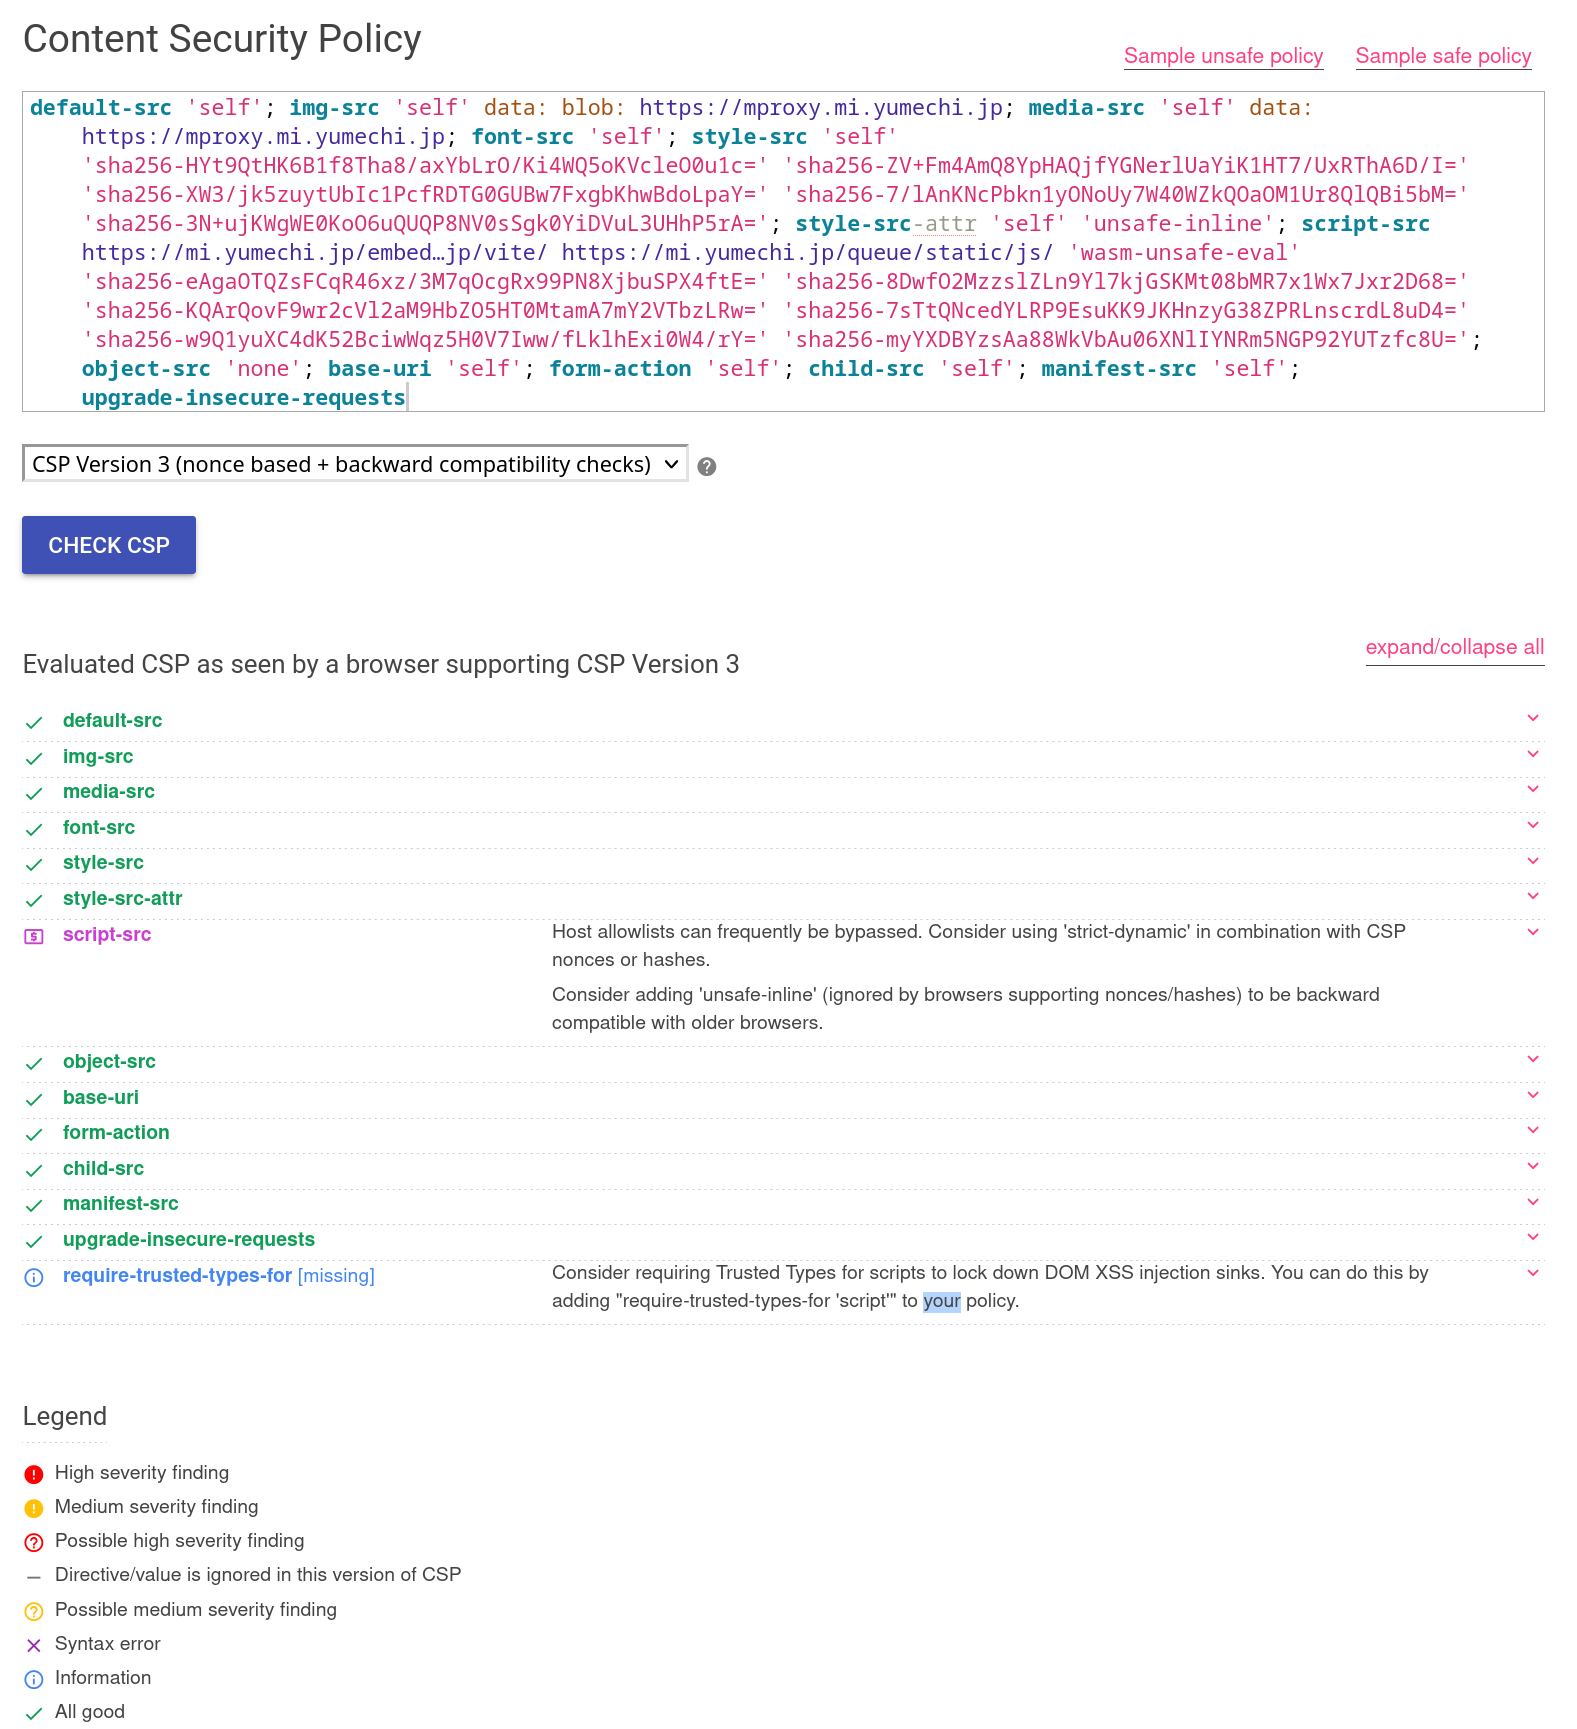 Content Security Policy
Sample unsafe policy Sample safe policy
default-src 'self'; img-src 'self' data: blob: https://mproxy.mi.yumechi.jp; media-src 'self' data:
https://mproxy.mi.yumechi.jp; font-src 'self'; style-src 'self'
'sha256-HYt9QtHK6B1f8Tha8/axYbLrO/Ki4WQ5oKVcleO0u1c=' 'sha256-ZV+Fm4AmQ8YpHAQjfYGNerlUaYiK1HT7/UxRThA6D/I='
'sha256-XW3/jk5zuytUbIc1PcfRDTG0GUBw7FxgbKhwBdoLpaY=' 'sha256-7/lAnKNcPbkn1yONoUy7W40WZkQOaOM1Ur8QlQBi5bM='
'sha256-3N+ujKWgWE0KoO6uQUQP8NV0sSgk0YiDVuL3UHhP5rA='; style-src-attr 'self' 'unsafe-inline'; script-src
https://mi.yumechi.jp/embed…jp/vite/ https://mi.yumechi.jp/queue/static/js/ 'wasm-unsafe-eval'
'sha256-eAgaOTQZsFCqR46xz/3M7qOcgRx99PN8XjbuSPX4ftE=' 'sha256-8DwfO2MzzslZLn9Yl7kjGSKMt08bMR7x1Wx7Jxr2D68='
'sha256-KQArQovF9wr2cVl2aM9HbZO5HT0MtamA7mY2VTbzLRw=' 'sha256-7sTtQNcedYLRP9EsuKK9JKHnzyG38ZPRLnscrdL8uD4='
'sha256-w9Q1yuXC4dK52BciwWqz5H0V7Iww/fLklhExi0W4/rY=' 'sha256-myYXDBYzsAa88WkVbAu06XNlIYNRm5NGP92YUTzfc8U=';
object-src 'none'; base-uri 'self'; form-action 'self'; child-src 'self'; manifest-src 'self';
upgrade-insecure-requests
CSP Version 3 (nonce based + backward compatibility checks)
CHECK CSP
expand/collapse all
Evaluated CSP as seen by a browser supporting CSP Version 3
default-src
img-src
media-src
font-src
style-src
style-src-attr
script-src
Host allowlists can frequently be bypassed. Consider using 'strict-dynamic' in combination with CSP
nonces or hashes.
Consider adding 'unsafe-inline' (ignored by browsers supporting nonces/hashes) to be backward
compatible with older browsers.
object-src
base-uri
form-action
child-src
manifest-src
upgrade-insecure-requests
require-trusted-types-for [missing]
Consider requiring Trusted Types for scripts to lock down DOM XSS injection sinks. You can do this by
adding "require-trusted-types-for 'script'" to your policy.
Legend
High severity finding
Medium severity finding
Possible high severity finding
Directive/value is ignored in this version of CSP
Possible medium severity finding
Syntax error
Information
All good